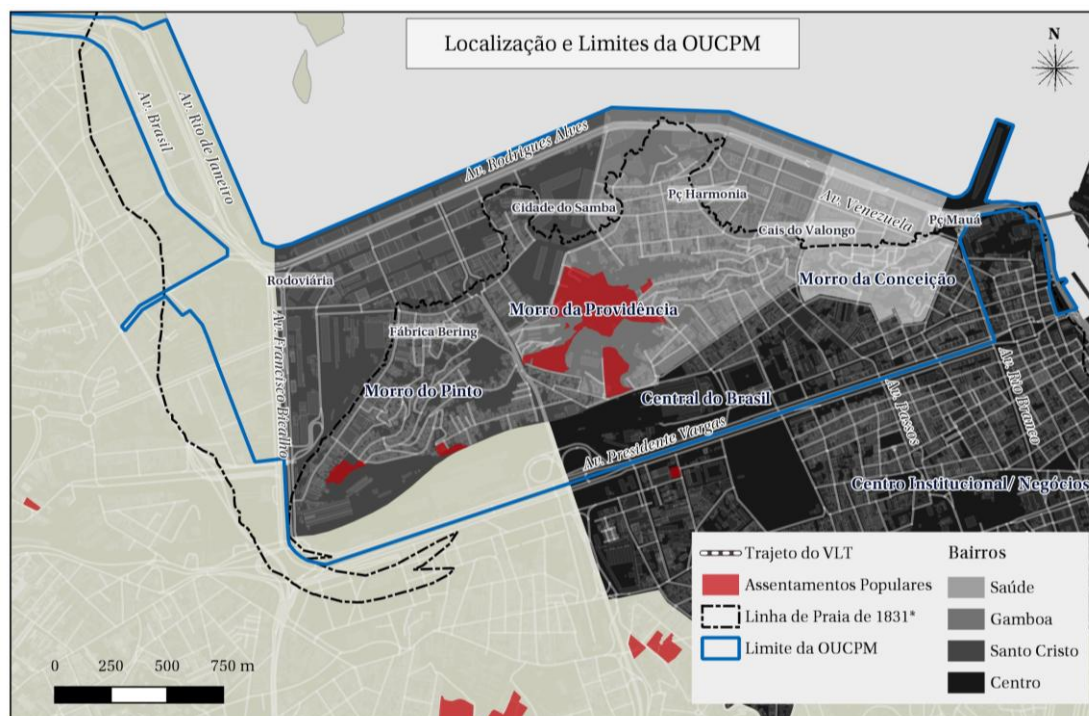 Localização e Limites da OUCPM
N
Av. Brasil
Av. Rio de Janeiro
Av. Rodrigues Alves
Cidade do Samba
Pç Harmonia
Av. Venezuela
Pç Mauá
Cais do Valongo
Rodoviária
Morro da Conceição
Morro da Providência
Fábrica Bering
Av. Francisco Bicalho
Morro do Pinto
Central do Brasil
Av. Presidente Vargas
Av. Passos
Av. Rio Branco
Centro Institucional/ Negócios
Trajeto do VLT
Assentamentos Populares
Linha de Praia de 1831*
Limite da OUCPM
Bairros
Saúde
Gamboa
Santo Cristo
Centro
0 250 500 750 m